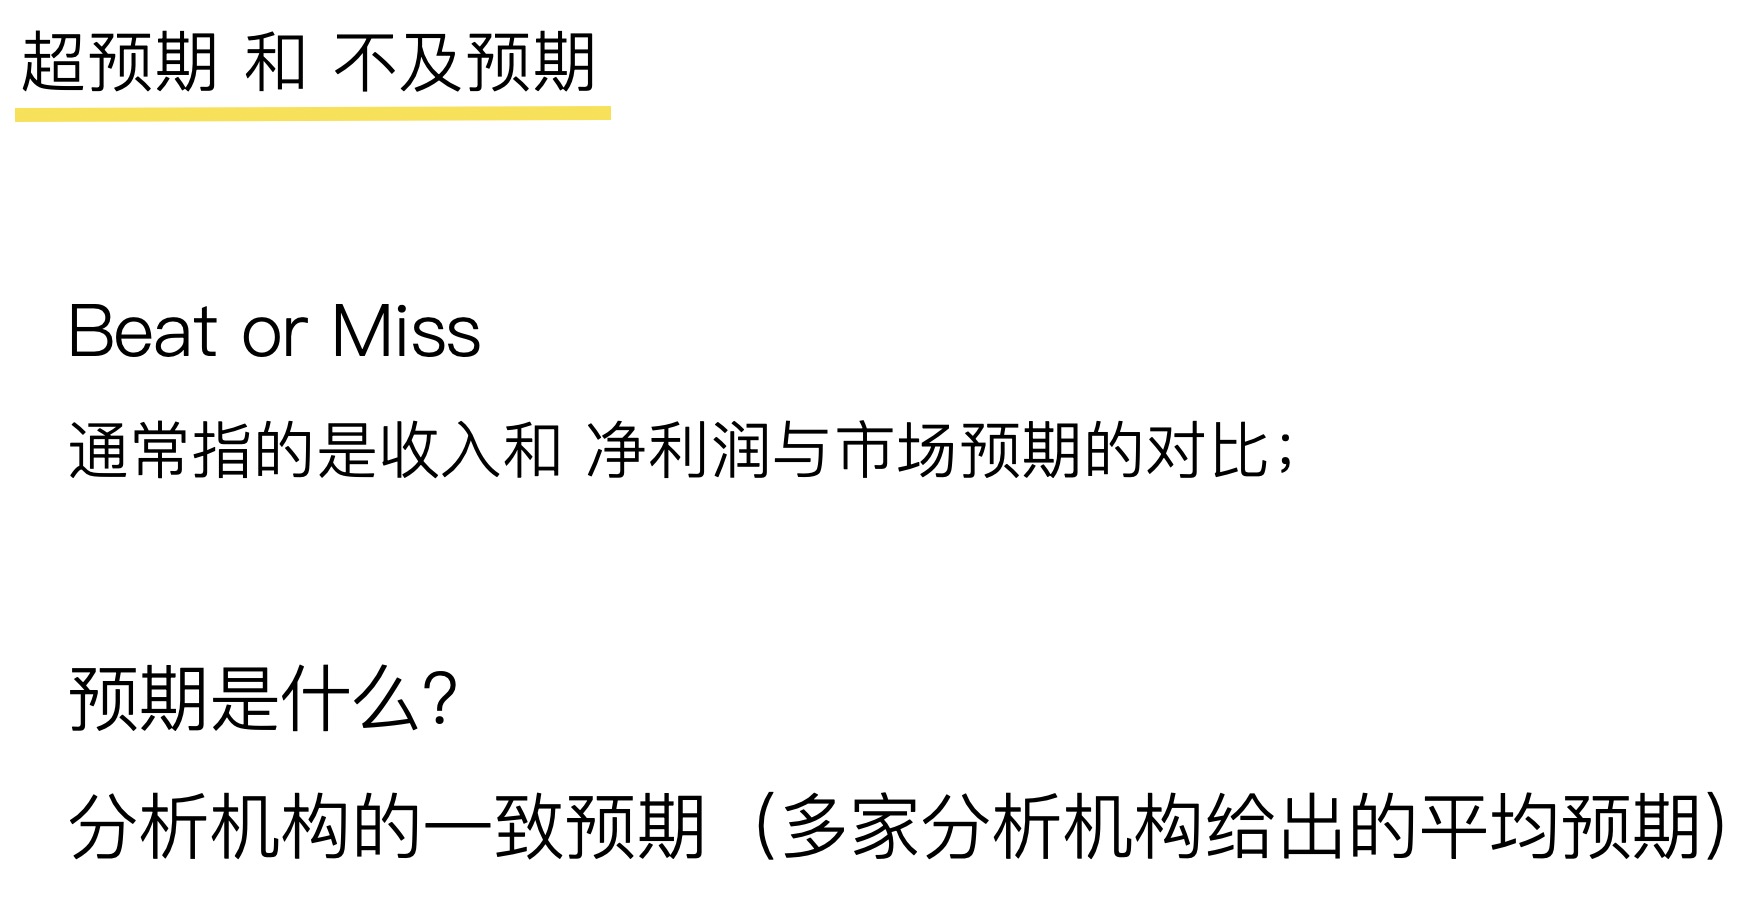 超预期 和 不及预期
Beat or Miss
通常指的是收入和 净利润与市场预期的对比；
预期是什么？
分析机构的一致预期（多家分析机构给出的平均预期）